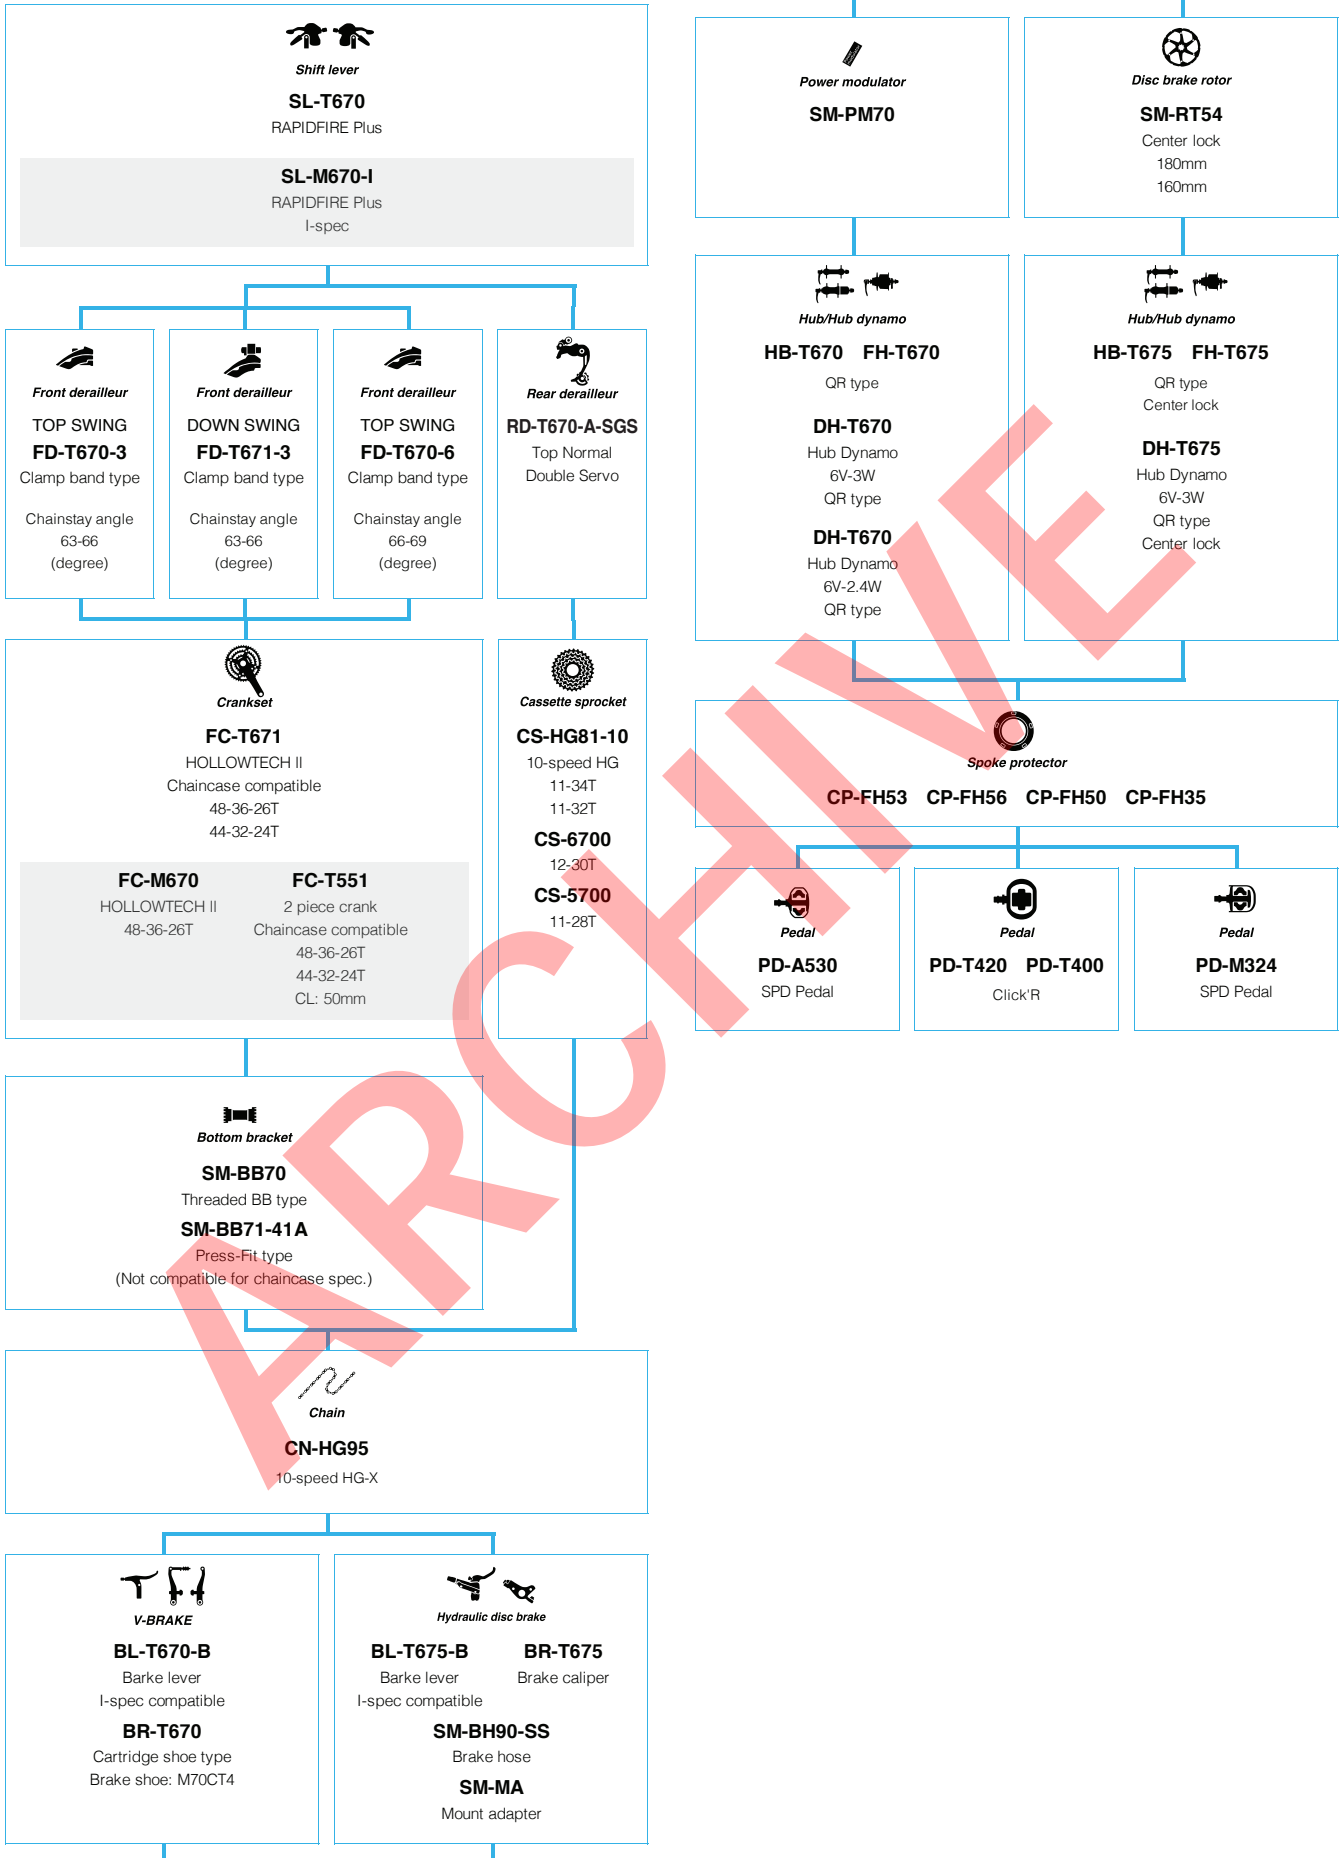 Shift lever
SL-T670
RAPIDFIRE Plus
SL-M670-I
RAPIDFIRE Plus
I-spec
Front derailleur
TOP SWING
FD-T670-3
Clamp band type
Chainstay angle
63-66
(degree)
Front derailleur
DOWN SWING
FD-T671-3
Clamp band type
Chainstay angle
63-66
(degree)
Front derailleur
TOP SWING
FD-T670-6
Clamp band type
Chainstay angle
66-69
(degree)
Rear derailleur
RD-T670-A-SGS
Top Normal
Double Servo
Crankset
FC-T671
HOLLOWTECH II
Chaincase compatible
48-36-26T
44-32-24T
FC-M670
HOLLOWTECH II
48-36-26T
FC-T551
2 piece crank
Chaincase compatible
48-36-26T
44-32-24T
CL: 50mm
Cassette sprocket
CS-HG81-10
10-speed HG
11-34T
11-32T
CS-6700
12-30T
CS-5700
11-28T
Bottom bracket
SM-BB70
Threaded BB type
SM-BB71-41A
Press-Fit type
(Not compatible for chaincase spec.)
Chain
CN-HG95
10-speed HG-X
V-BRAKE
BL-T670-B
Barke lever
I-spec compatible
BR-T670
Cartridge shoe type
Brake shoe: M70CT4
Hydraulic disc brake
BL-T675-B
Barke lever
I-spec compatible
BR-T675
Brake caliper
SM-BH90-SS
Brake hose
SM-MA
Mount adapter
Power modulator
SM-PM70
Disc brake rotor
SM-RT54
Center lock
180mm
160mm
Hub/Hub dynamo
HB-T670 FH-T670
QR type
DH-T670
Hub Dynamo
6V-3W
QR type
DH-T670
Hub Dynamo
6V-2.4W
QR type
Hub/Hub dynamo
HB-T675 FH-T675
QR type
Center lock
DH-T675
Hub Dynamo
6V-3W
QR type
Center lock
Spoke protector
CP-FH53 CP-FH56 CP-FH50 CP-FH35
Pedal
PD-A530
SPD Pedal
Pedal
PD-T420 PD-T400
Click'R
Pedal
PD-M324
SPD Pedal
ARCHIVE